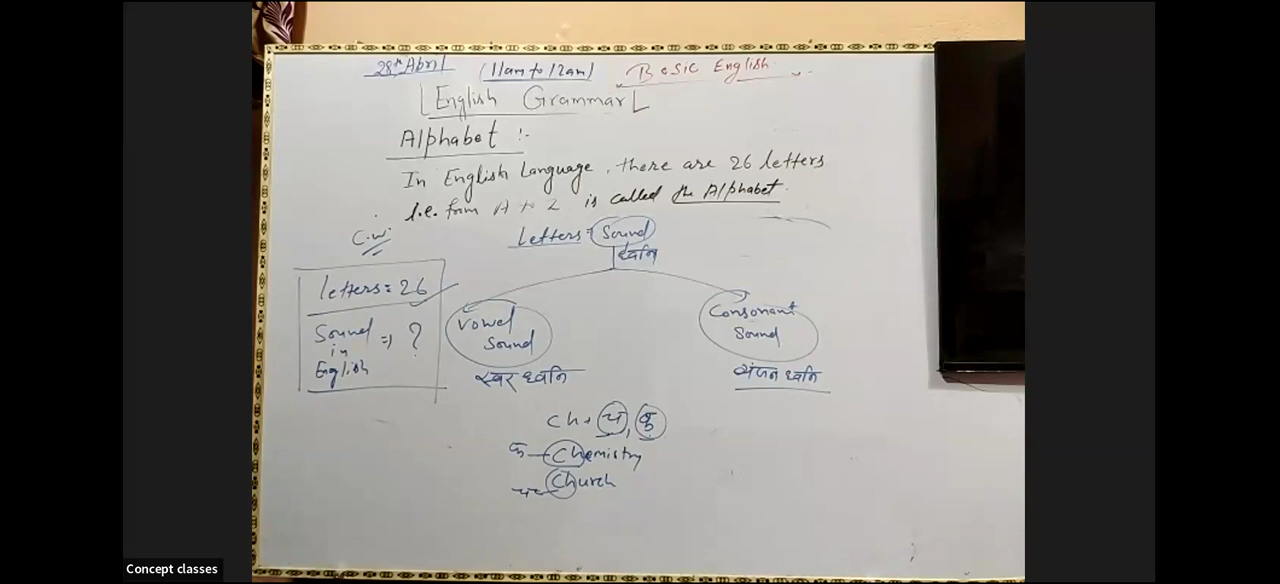 28th Abril (11am to 12am) Basic English
English Grammar
Alphabet :-
In English Language, there are 26 letters
i.e. form A to Z is called the Alphabet.
C.W.
Letters = Sound
ध्वनि
letters = 26
Sound in English => ?
Vowel Sound
स्वर ध्वनि
Consonant Sound
व्यंजन ध्वनि
Ch = च, क
क - Chemistry
च - Church
Concept classes